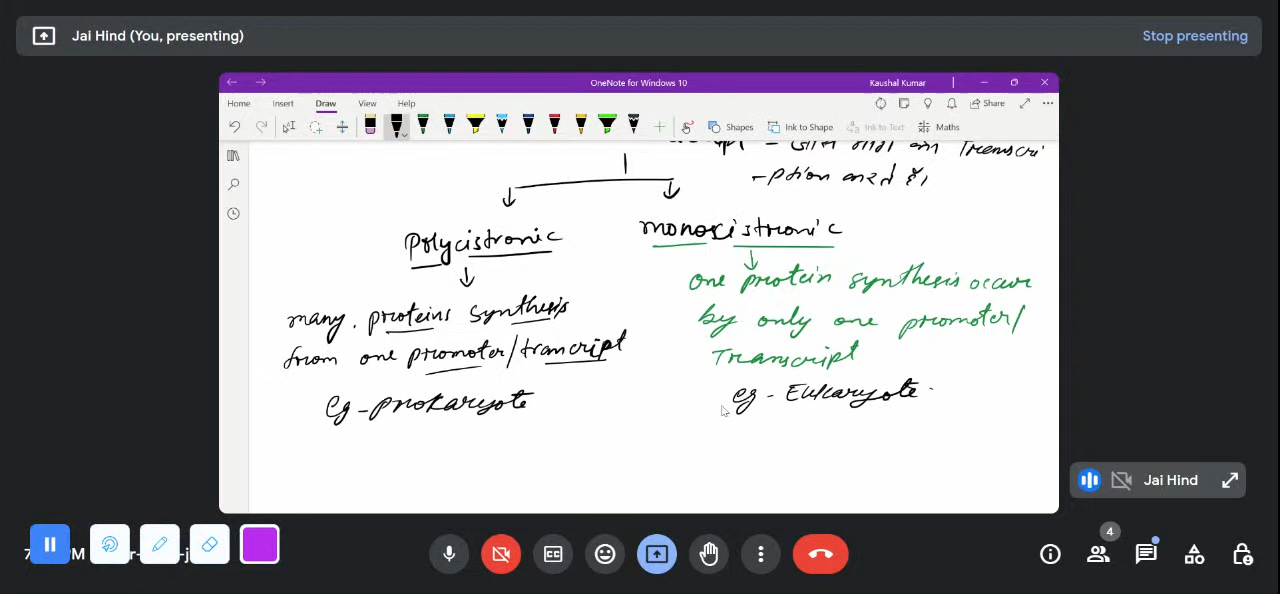 Jai Hind (You, presenting)
Stop presenting
OneNote for Windows 10
Kaushal Kumar
Home Insert Draw View Help
Share
Shapes
Ink to Shape
Ink to Text
Maths
Transcri
-ption करते हैं।
Polycistronic
monocistronic
many. proteins synthesis
from one promoter/trancript
eg - prokaryote
one protein synthesis occur
by only one promoter/
Transcript
eg - Eukaryote
Jai Hind
4